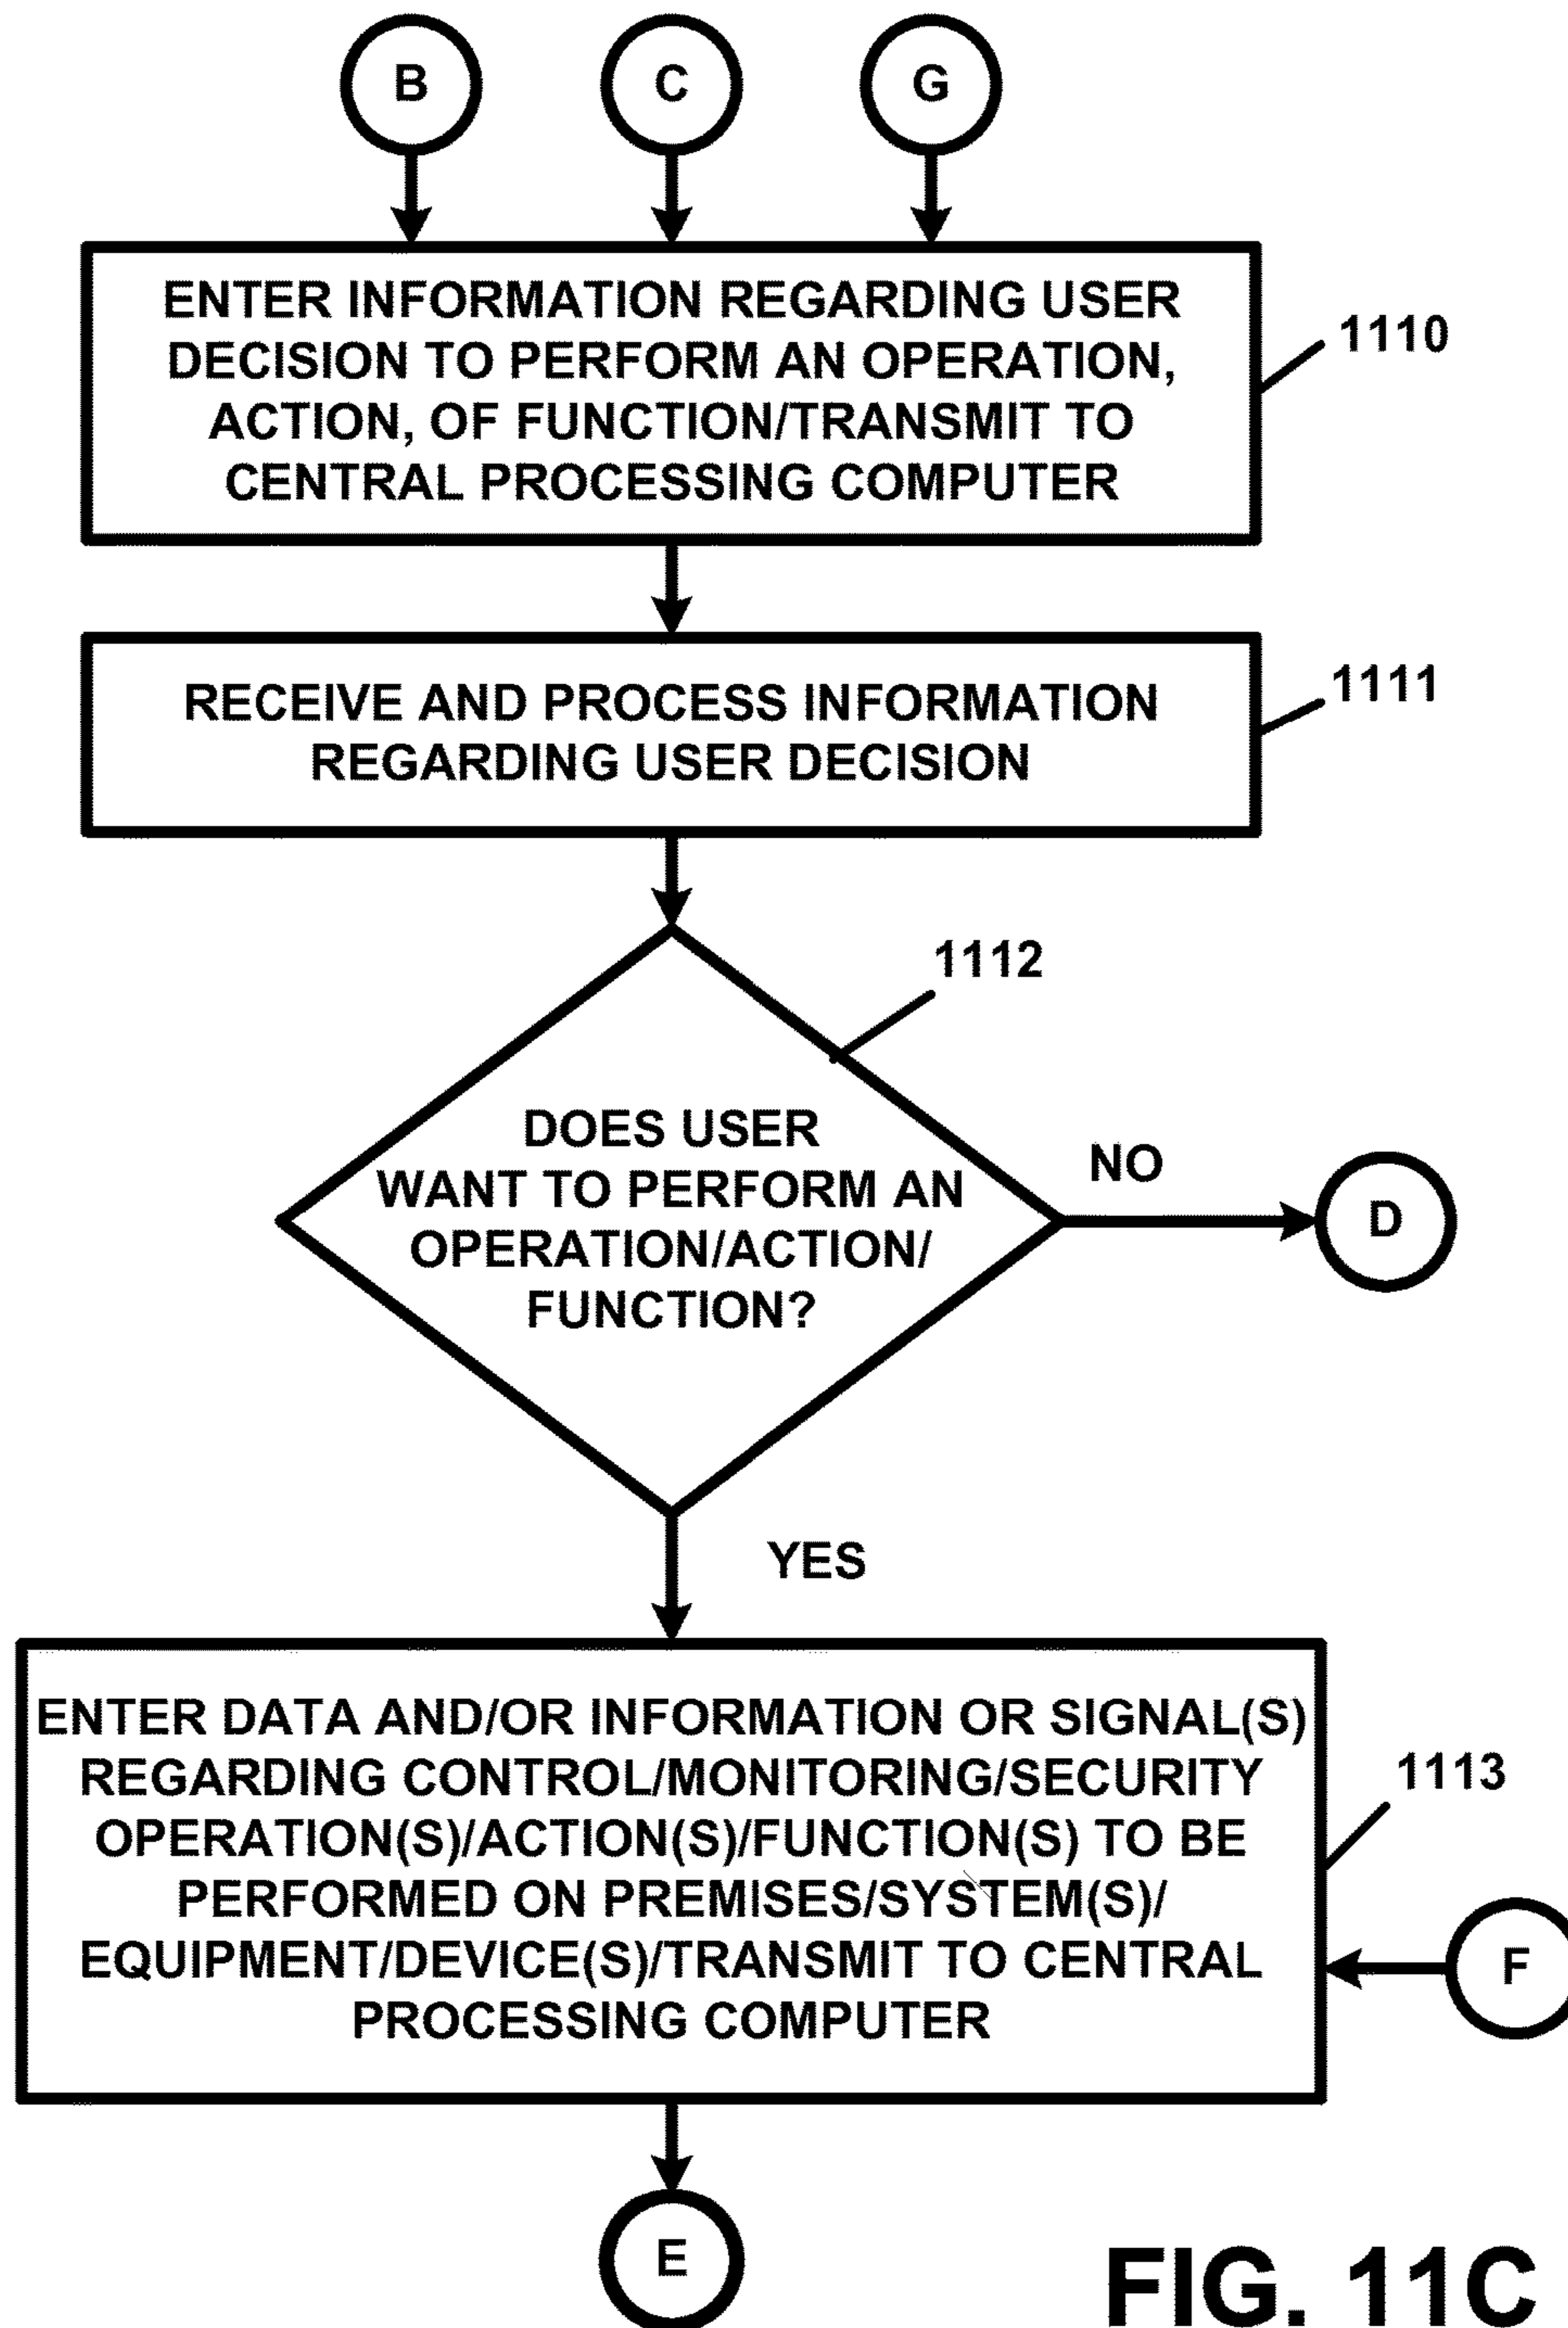 B
C
G
ENTER INFORMATION REGARDING USER
DECISION TO PERFORM AN OPERATION,
ACTION, OF FUNCTION/TRANSMIT TO
CENTRAL PROCESSING COMPUTER
1110
RECEIVE AND PROCESS INFORMATION
REGARDING USER DECISION
1111
1112
DOES USER
WANT TO PERFORM AN
OPERATION/ACTION/
FUNCTION?
NO
D
YES
ENTER DATA AND/OR INFORMATION OR SIGNAL(S)
REGARDING CONTROL/MONITORING/SECURITY
OPERATION(S)/ACTION(S)/FUNCTION(S) TO BE
PERFORMED ON PREMISES/SYSTEM(S)/
EQUIPMENT/DEVICE(S)/TRANSMIT TO CENTRAL
PROCESSING COMPUTER
1113
F
E
FIG. 11C